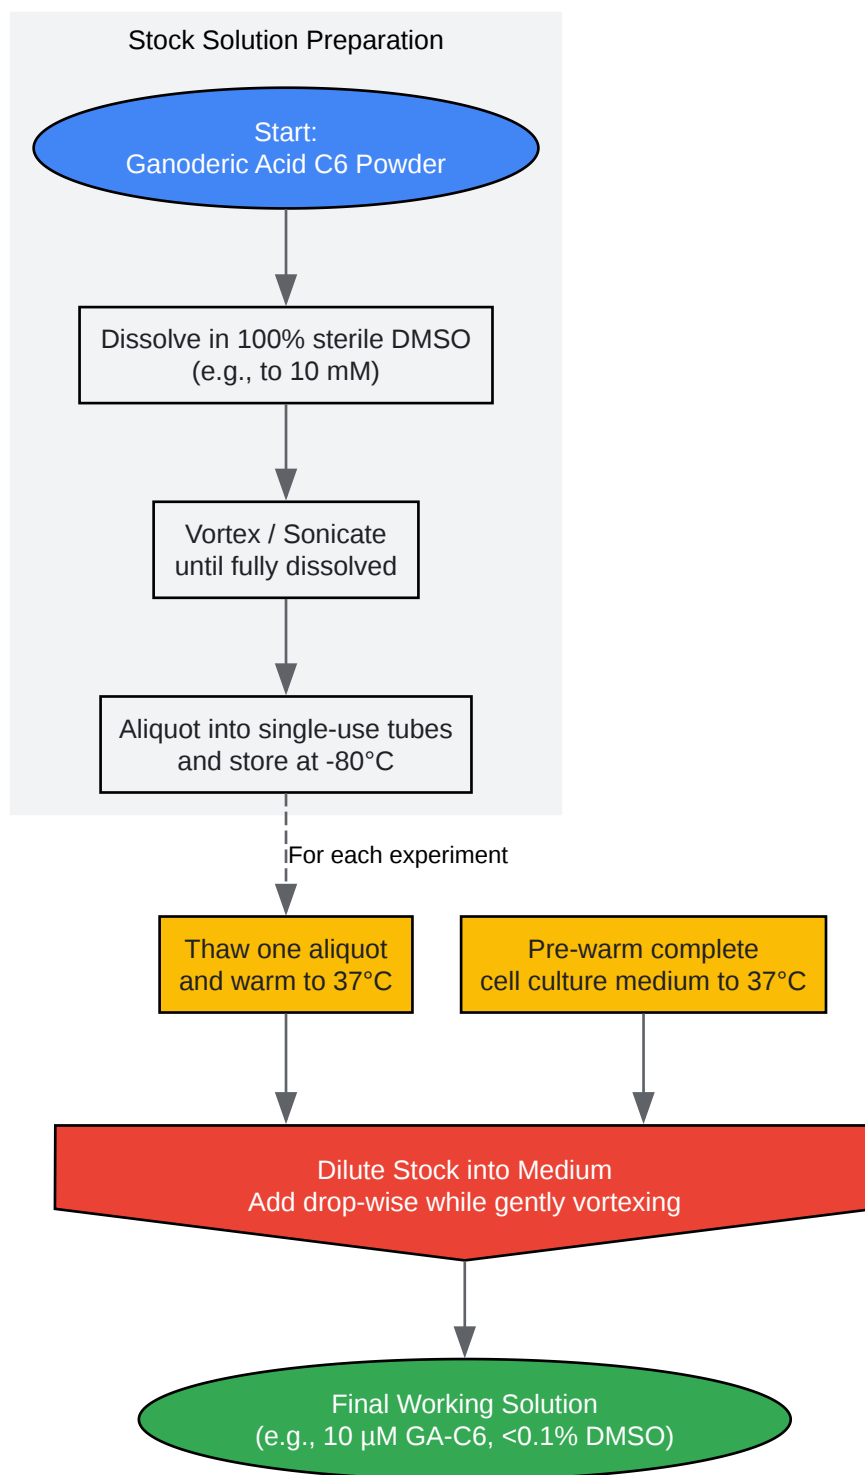 Stock Solution Preparation
Start:
Ganoderic Acid C6 Powder
Dissolve in 100% sterile DMSO
(e.g., to 10 mM)
Vortex / Sonicate
until fully dissolved
Aliquot into single-use tubes
and store at -80°C
For each experiment
Thaw one aliquot
and warm to 37°C
Pre-warm complete
cell culture medium to 37°C
Dilute Stock into Medium
Add drop-wise while gently vortexing
Final Working Solution
(e.g., 10 µM GA-C6, <0.1% DMSO)